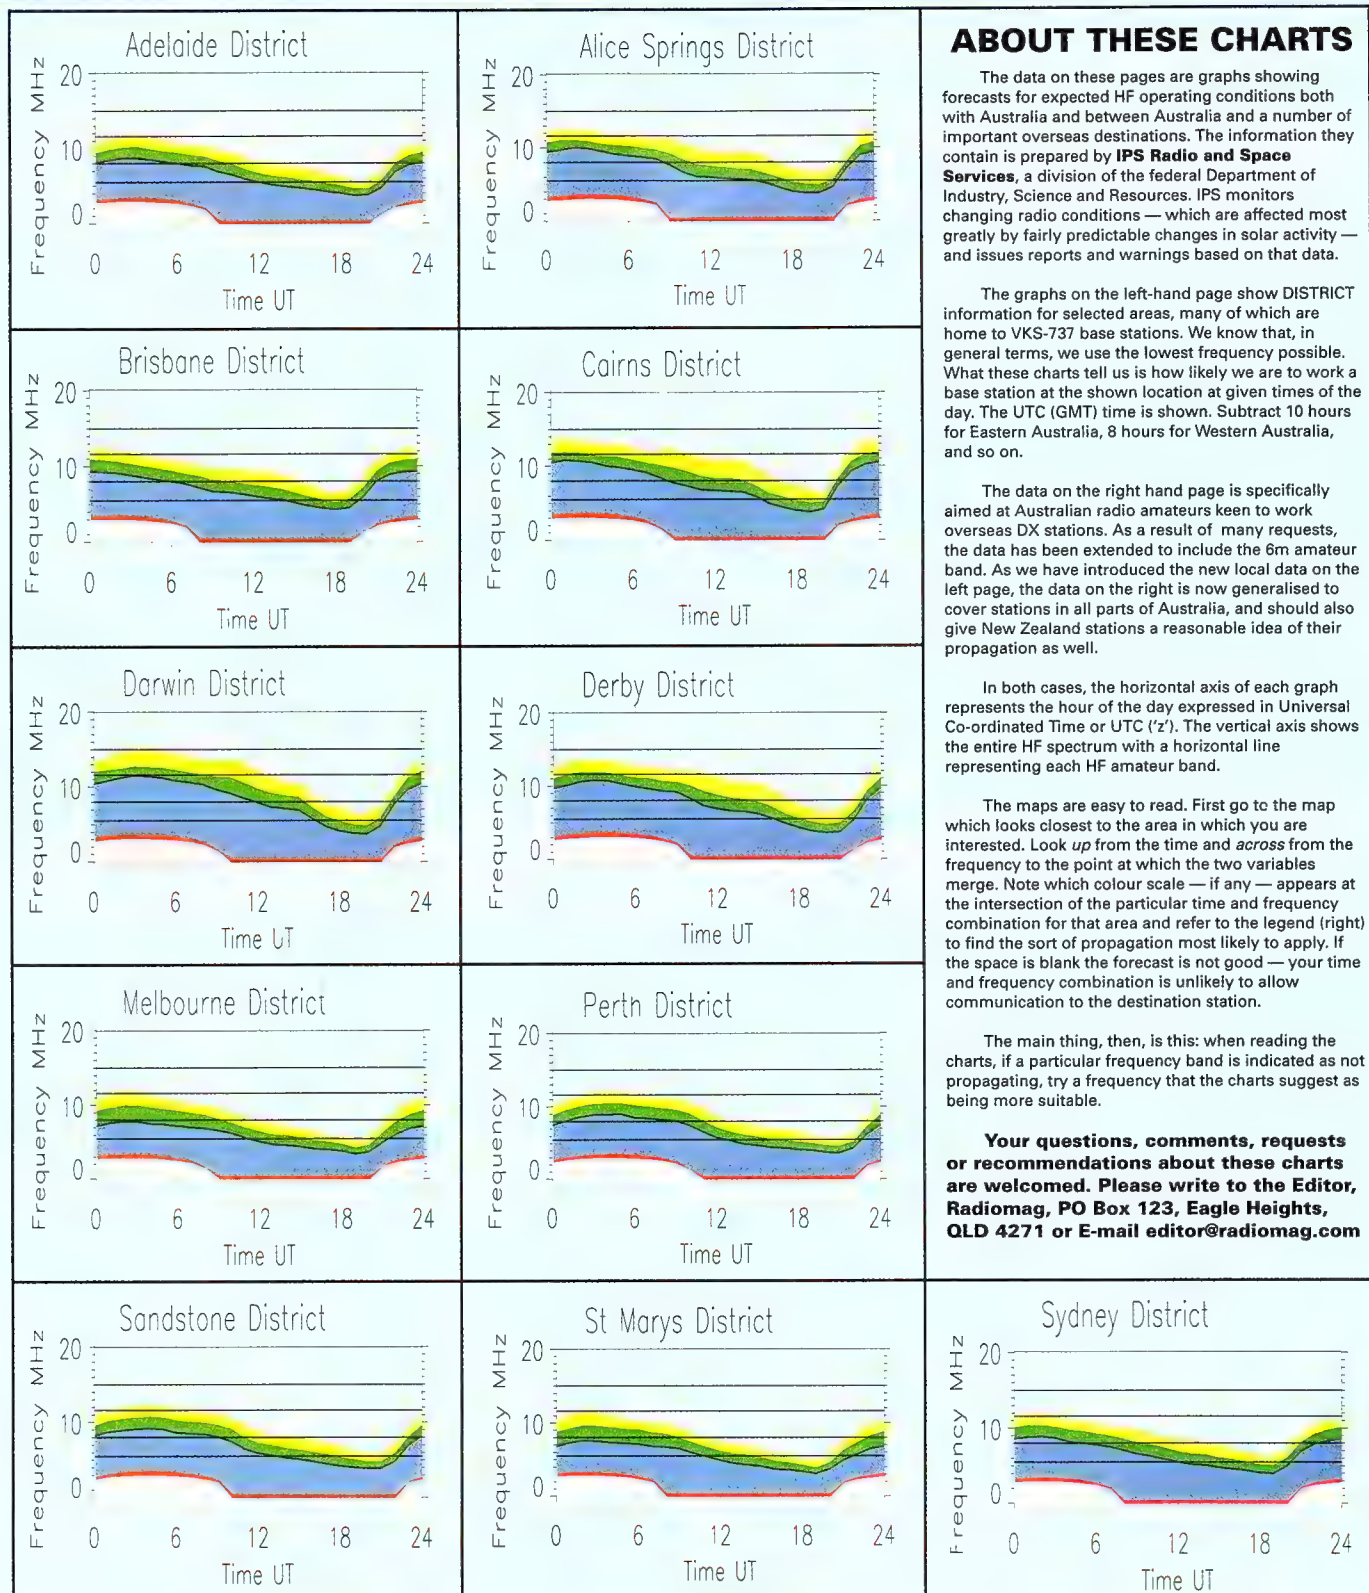 Adelaide District
Frequency MHz
20
10
0
0 6 12 18 24
Time UT
Alice Springs District
Frequency MHz
20
10
0
0 6 12 18 24
Time UT
Brisbane District
Frequency MHz
20
10
0
0 6 12 18 24
Time UT
Cairns District
Frequency MHz
20
10
0
0 6 12 18 24
Time UT
Darwin District
Frequency MHz
20
10
0
0 6 12 18 24
Time UT
Derby District
Frequency MHz
20
10
0
0 6 12 18 24
Time UT
Melbourne District
Frequency MHz
20
10
0
0 6 12 18 24
Time UT
Perth District
Frequency MHz
20
10
0
0 6 12 18 24
Time UT
Sandstone District
Frequency MHz
20
10
0
0 6 12 18 24
Time UT
St Marys District
Frequency MHz
20
10
0
0 6 12 18 24
Time UT
Sydney District
Frequency MHz
20
10
0
0 6 12 18 24
Time UT
ABOUT THESE CHARTS
The data on these pages are graphs showing
forecasts for expected HF operating conditions both
with Australia and between Australia and a number of
important overseas destinations. The information they
contain is prepared by IPS Radio and Space
Services, a division of the federal Department of
Industry, Science and Resources. IPS monitors
changing radio conditions — which are affected most
greatly by fairly predictable changes in solar activity —
and issues reports and warnings based on that data.
The graphs on the left-hand page show DISTRICT
information for selected areas, many of which are
home to VKS-737 base stations. We know that, in
general terms, we use the lowest frequency possible.
What these charts tell us is how likely we are to work a
base station at the shown location at given times of the
day. The UTC (GMT) time is shown. Subtract 10 hours
for Eastern Australia, 8 hours for Western Australia,
and so on.
The data on the right hand page is specifically
aimed at Australian radio amateurs keen to work
overseas DX stations. As a result of many requests,
the data has been extended to include the 6m amateur
band. As we have introduced the new local data on the
left page, the data on the right is now generalised to
cover stations in all parts of Australia, and should also
give New Zealand stations a reasonable idea of their
propagation as well.
In both cases, the horizontal axis of each graph
represents the hour of the day expressed in Universal
Co-ordinated Time or UTC ('z'). The vertical axis shows
the entire HF spectrum with a horizontal line
representing each HF amateur band.
The maps are easy to read. First go to the map
which looks closest to the area in which you are
interested. Look up from the time and across from the
frequency to the point at which the two variables
merge. Note which colour scale — if any — appears at
the intersection of the particular time and frequency
combination for that area and refer to the legend (right)
to find the sort of propagation most likely to apply. If
the space is blank the forecast is not good — your time
and frequency combination is unlikely to allow
communication to the destination station.
The main thing, then, is this: when reading the
charts, if a particular frequency band is indicated as not
propagating, try a frequency that the charts suggest as
being more suitable.
Your questions, comments, requests
or recommendations about these charts
are welcomed. Please write to the Editor,
Radiomag, PO Box 123, Eagle Heights,
QLD 4271 or E-mail editor@radiomag.com